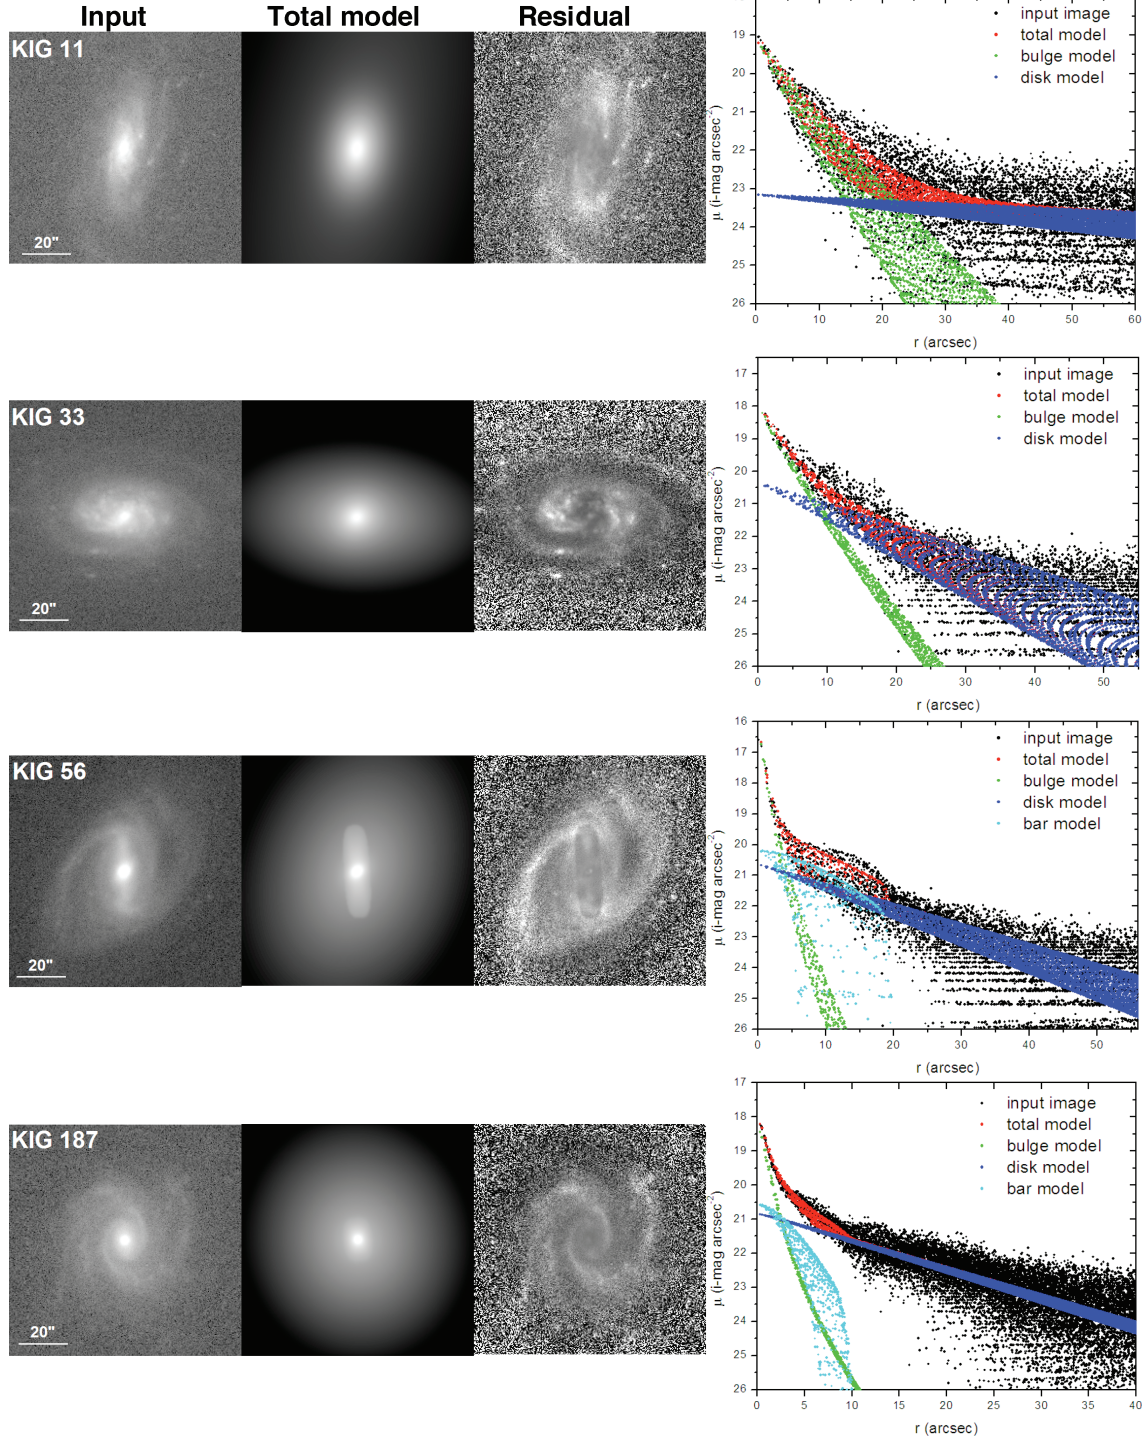 Input Total model Residual
KIG 11
20"
input image
total model
bulge model
disk model
μ (i-mag arcsec⁻²)
19
20
21
22
23
24
25
26
0 10 20 30 40 50 60
r (arcsec)
KIG 33
20"
input image
total model
bulge model
disk model
μ (i-mag arcsec⁻²)
17
18
19
20
21
22
23
24
25
26
0 10 20 30 40 50
r (arcsec)
KIG 56
20"
input image
total model
bulge model
disk model
bar model
μ (i-mag arcsec⁻²)
16
17
18
19
20
21
22
23
24
25
26
0 10 20 30 40 50
r (arcsec)
KIG 187
20"
input image
total model
bulge model
disk model
bar model
μ (i-mag arcsec⁻²)
17
18
19
20
21
22
23
24
25
26
0 5 10 15 20 25 30 35 40
r (arcsec)